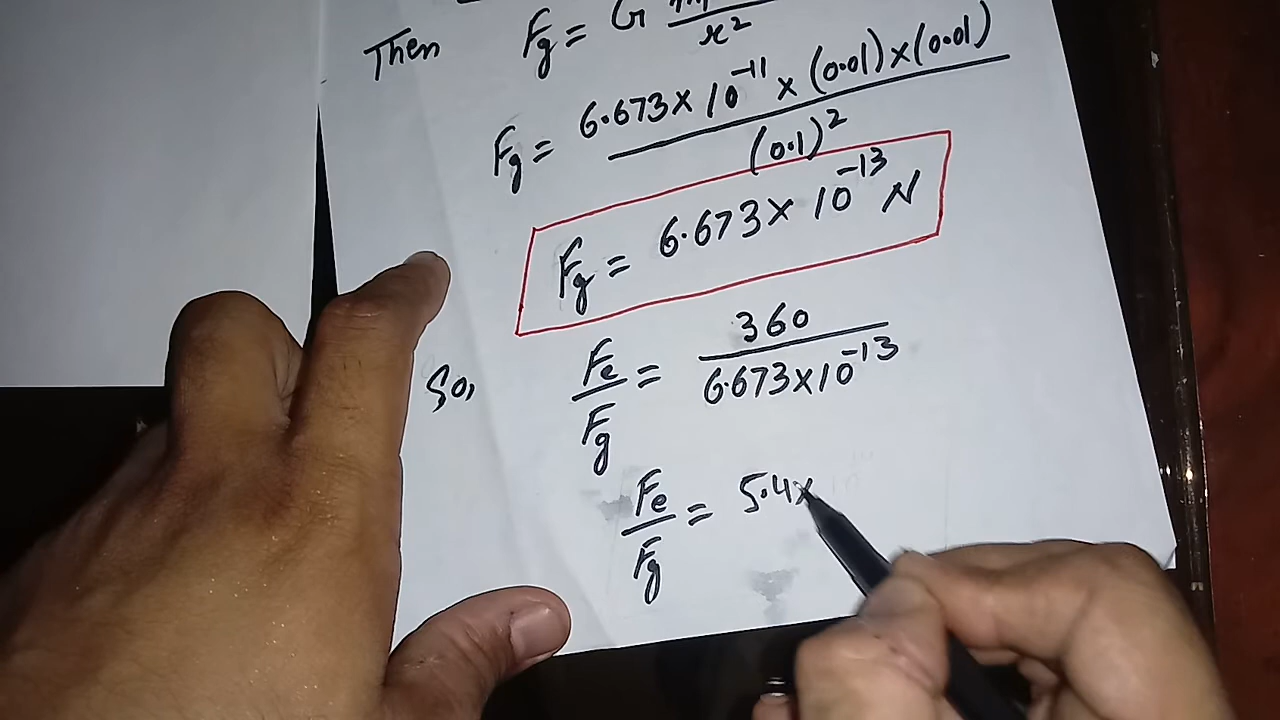 Then Fg = G m / r²
Fg = 6.673 × 10⁻¹¹ × (0.01) × (0.01) / (0.1)²
Fg = 6.673 × 10⁻¹³ N
So, Fe / Fg = 360 / 6.673 × 10⁻¹³
Fe / Fg = 5.4 ×